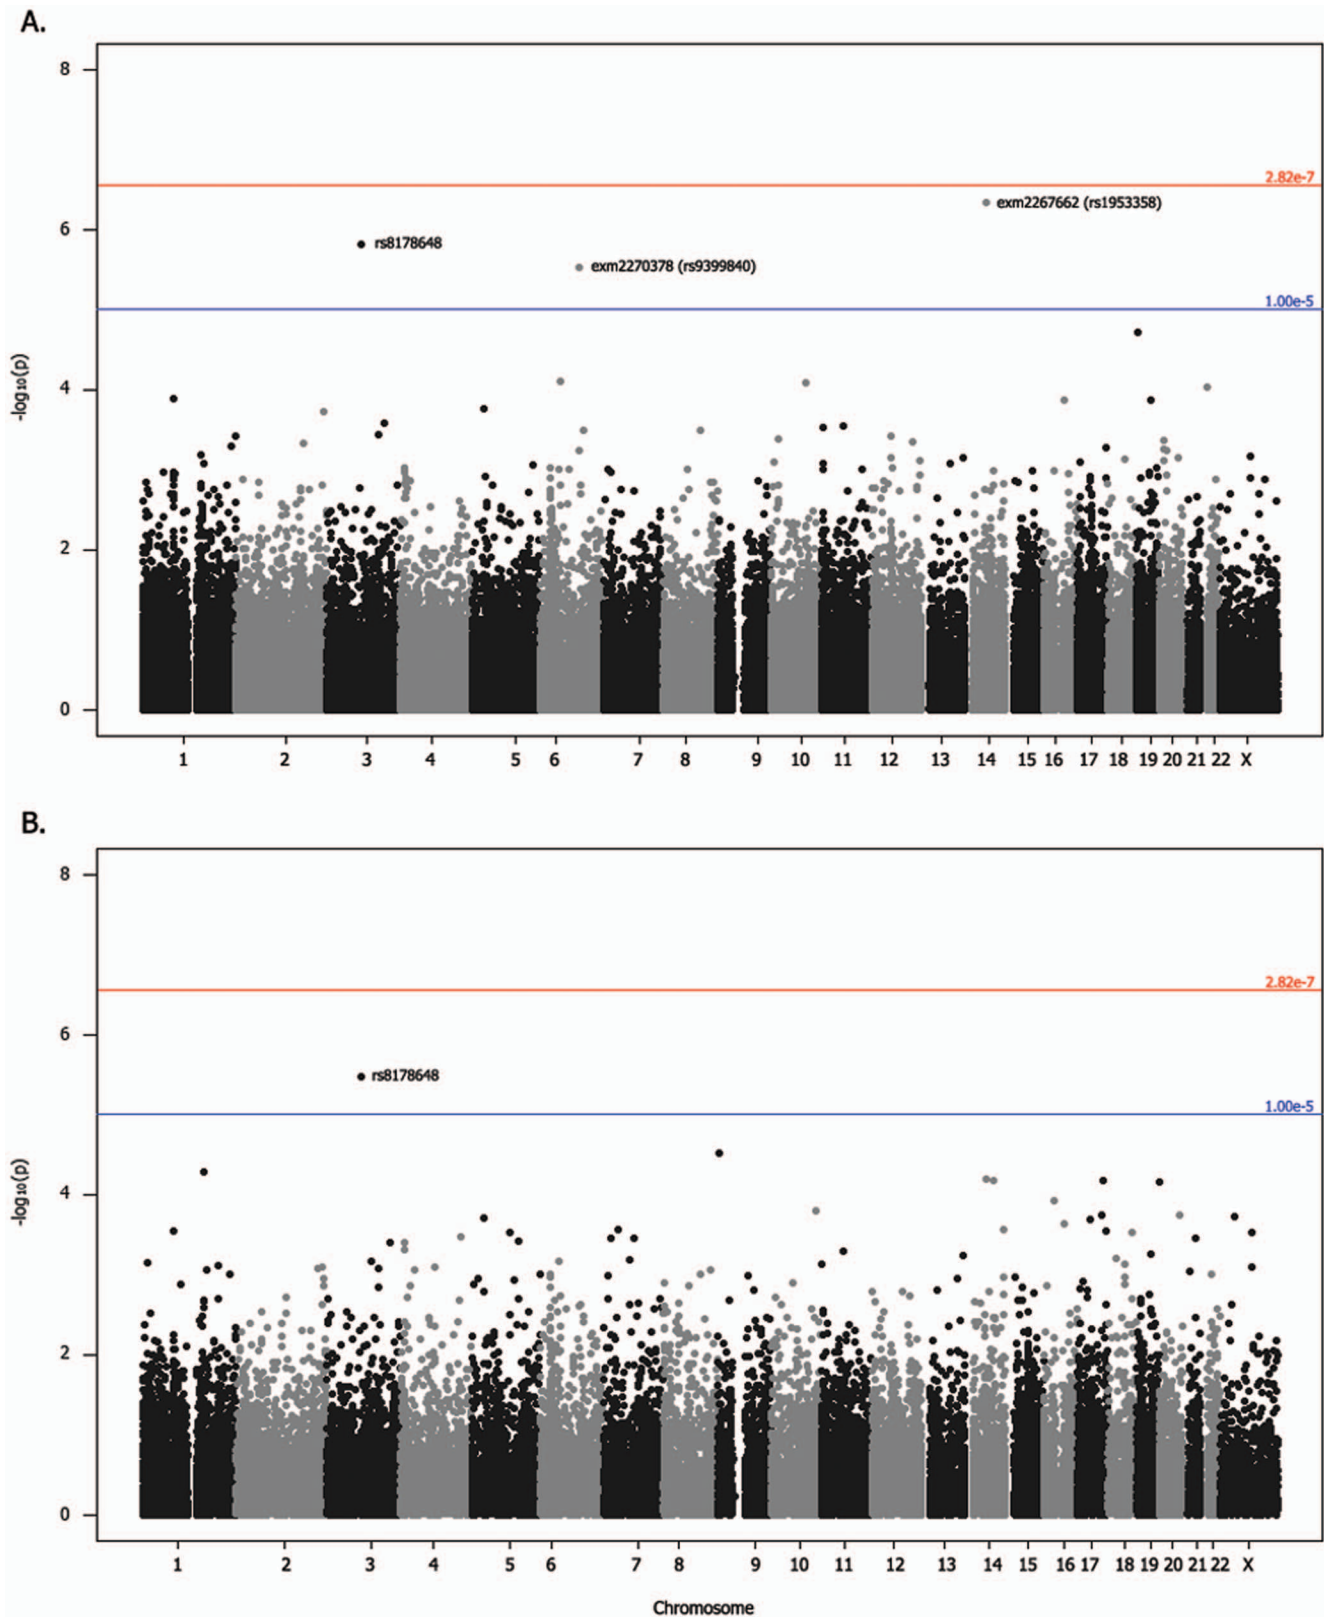 A.
8
2.82e-7
exm2267662 (rs1953358)
6
rs8178648
exm2270378 (rs9399840)
1.00e-5
-log₁₀(p)
4
2
0
1 2 3 4 5 6 7 8 9 10 11 12 13 14 15 16 17 18 19 20 21 22 X
B.
8
2.82e-7
6
rs8178648
1.00e-5
-log₁₀(p)
4
2
0
1 2 3 4 5 6 7 8 9 10 11 12 13 14 15 16 17 18 19 20 21 22 X
Chromosome